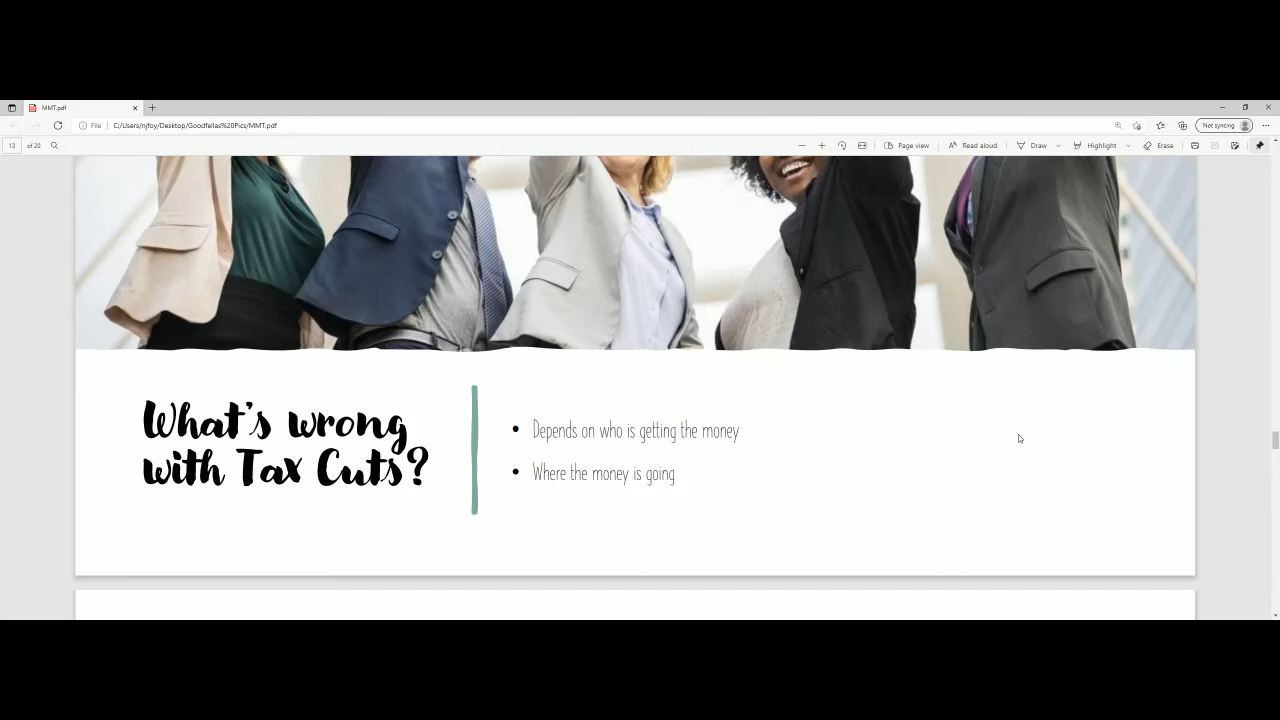 MMT.pdf
File
C:/Users/njfoy/Desktop/Goodfellas%20Pics/MMT.pdf
Not syncing
13 of 20
Page view
Read aloud
Draw
Highlight
Erase
What's wrong
with Tax Cuts?
• Depends on who is getting the money
• Where the money is going